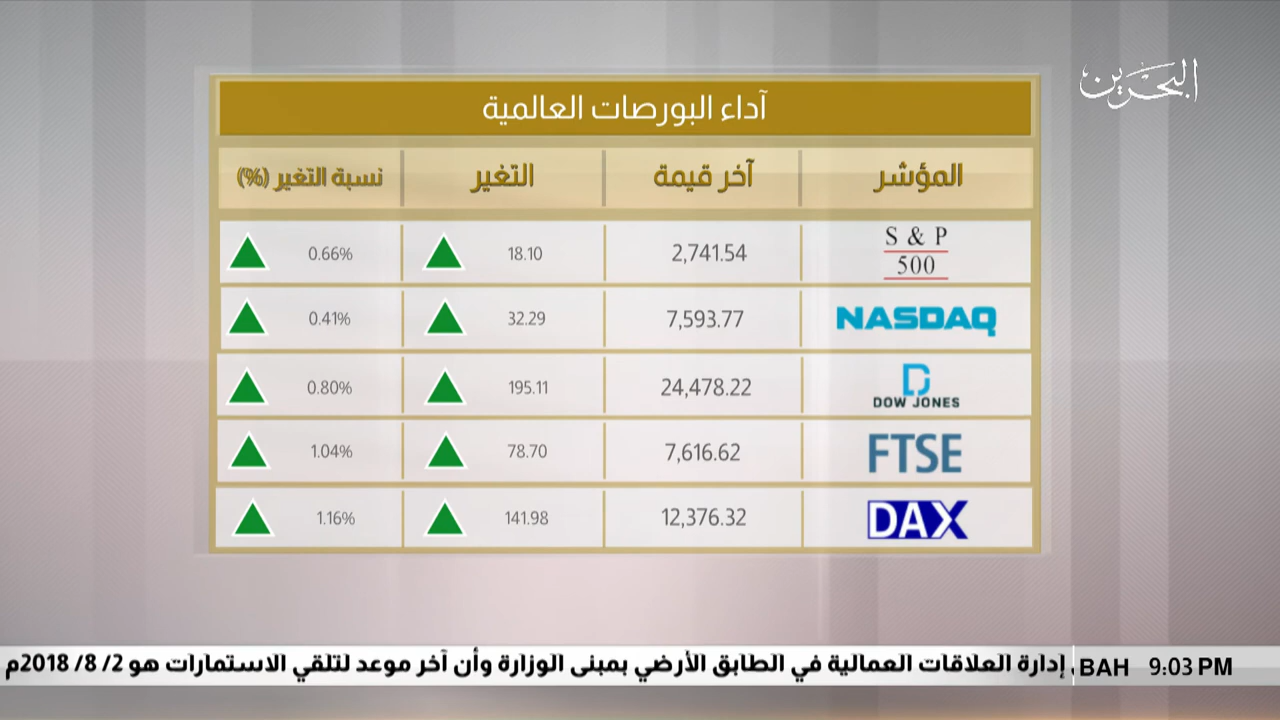 البحرين
آداء البورصات العالمية
المؤشر آخر قيمة التغير نسبة التغير (%)
S & P
500 2,741.54 18.10 0.66%
NASDAQ 7,593.77 32.29 0.41%
DOW JONES 24,478.22 195.11 0.80%
FTSE 7,616.62 78.70 1.04%
DAX 12,376.32 141.98 1.16%
إدارة العلاقات العمالية في الطابق الأرضي بمبنى الوزارة وأن آخر موعد لتلقي الاستمارات هو 2/ 8/ 2018م
BAH 9:03 PM